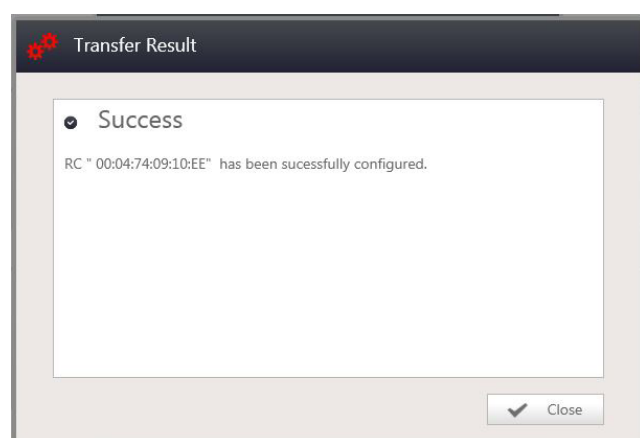 Transfer Result
Success
RC " 00:04:74:09:10:EE" has been sucessfully configured.
Close